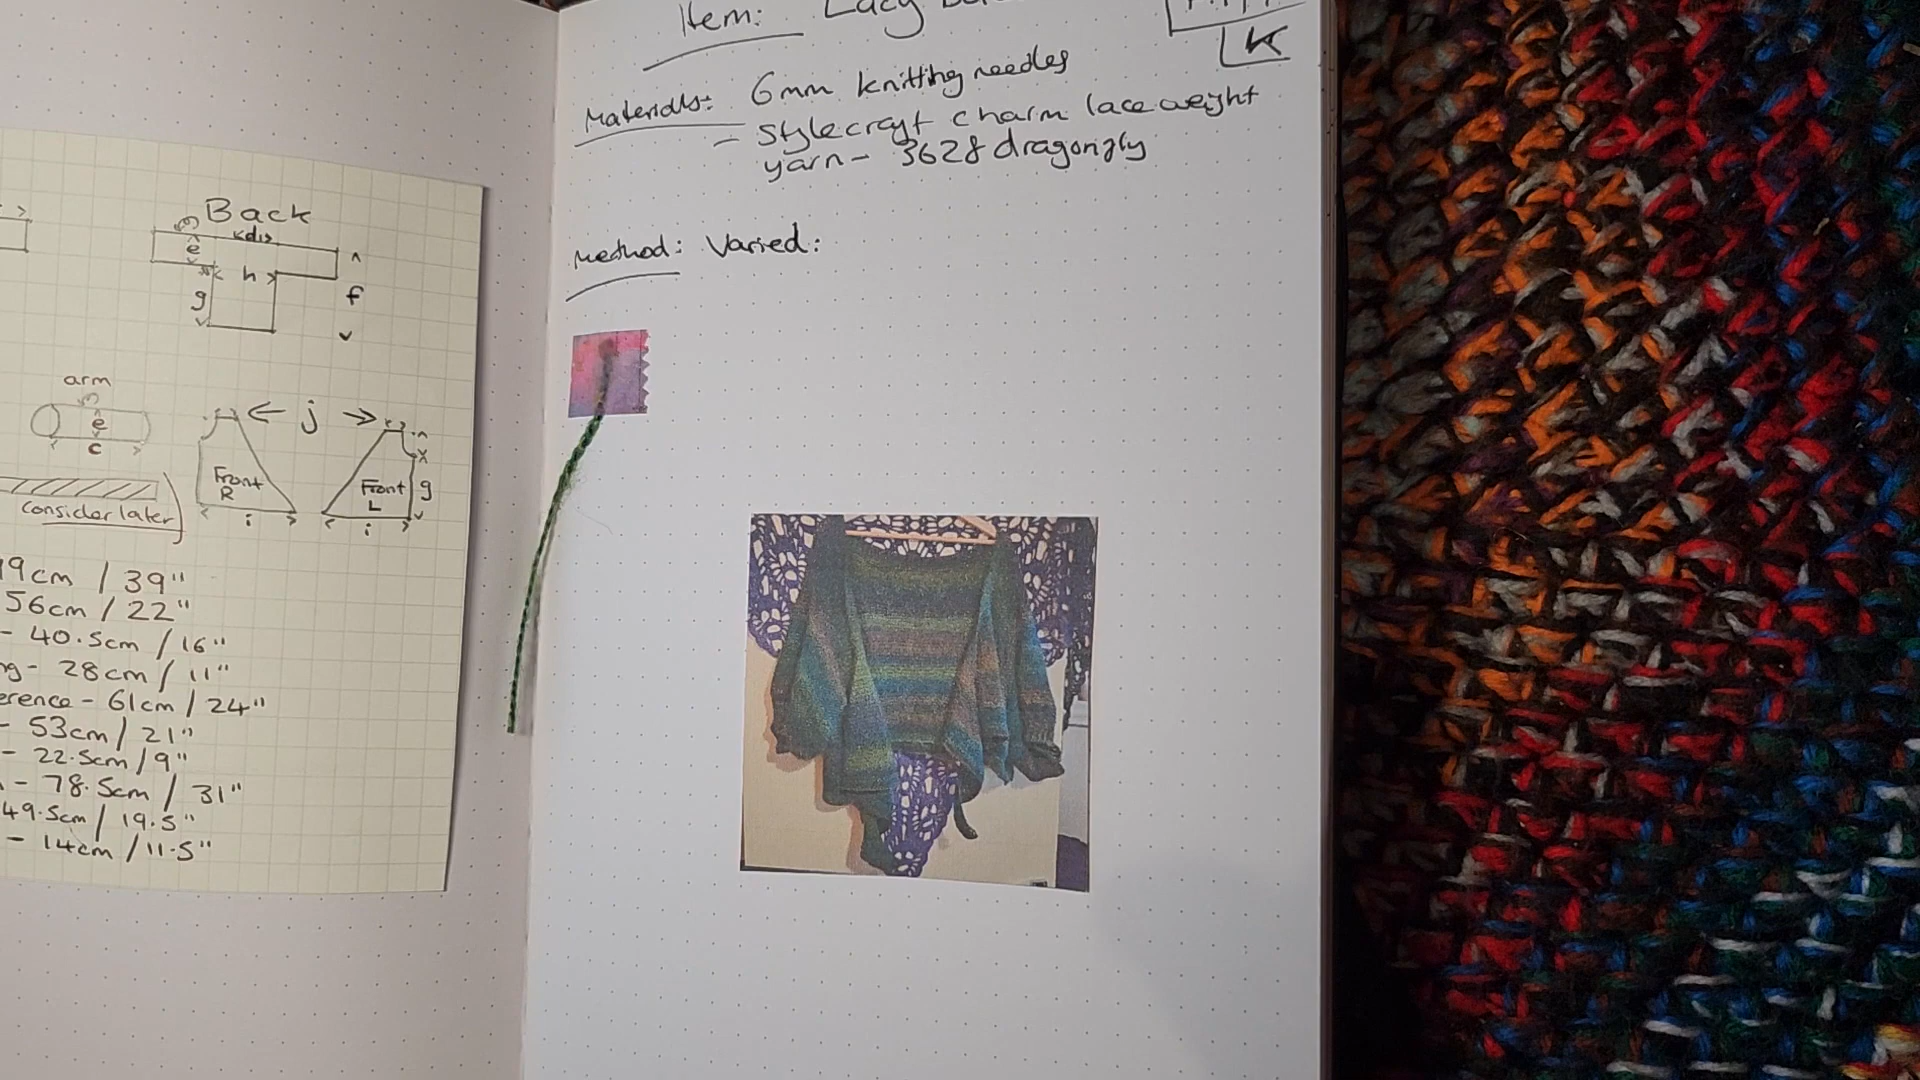 Back
<d>
e
h
g
f
arm
e
c
← j →
x
Front
R
Front
L
g
i
i
consider later
9cm / 39"
56cm / 22"
- 40.5cm / 16"
- 28cm / 11"
- 61cm / 24"
- 53cm / 21"
- 22.5cm / 9"
- 78.5cm / 31"
49.5cm / 19.5"
- 14cm / 11.5"
Item: Lacy
K
Materials: 6mm knitting needles
- Stylecraft charm lace weight
yarn - 3628 dragonfly
Method: Varied: